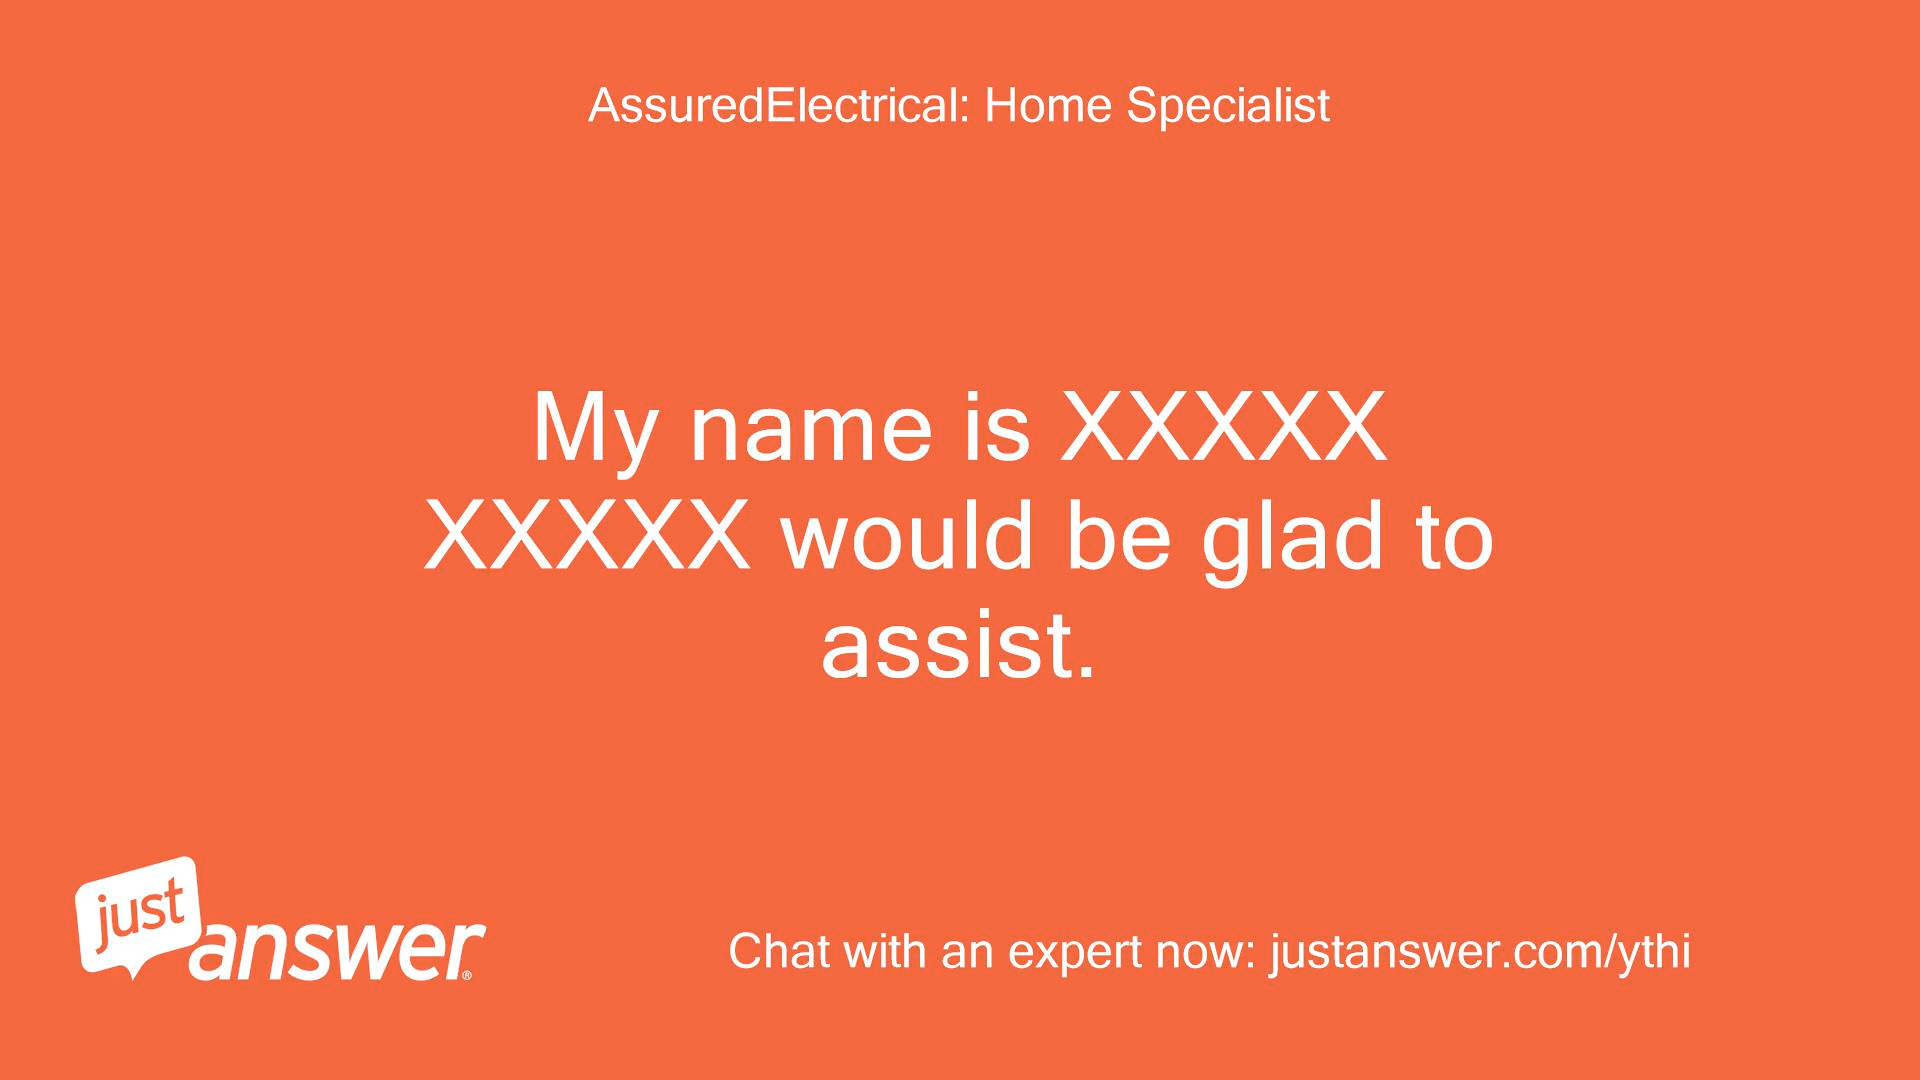 AssuredElectrical: Home Specialist
My name is XXXXX
XXXXX would be glad to
assist.
just
answer®
Chat with an expert now: justanswer.com/ythi